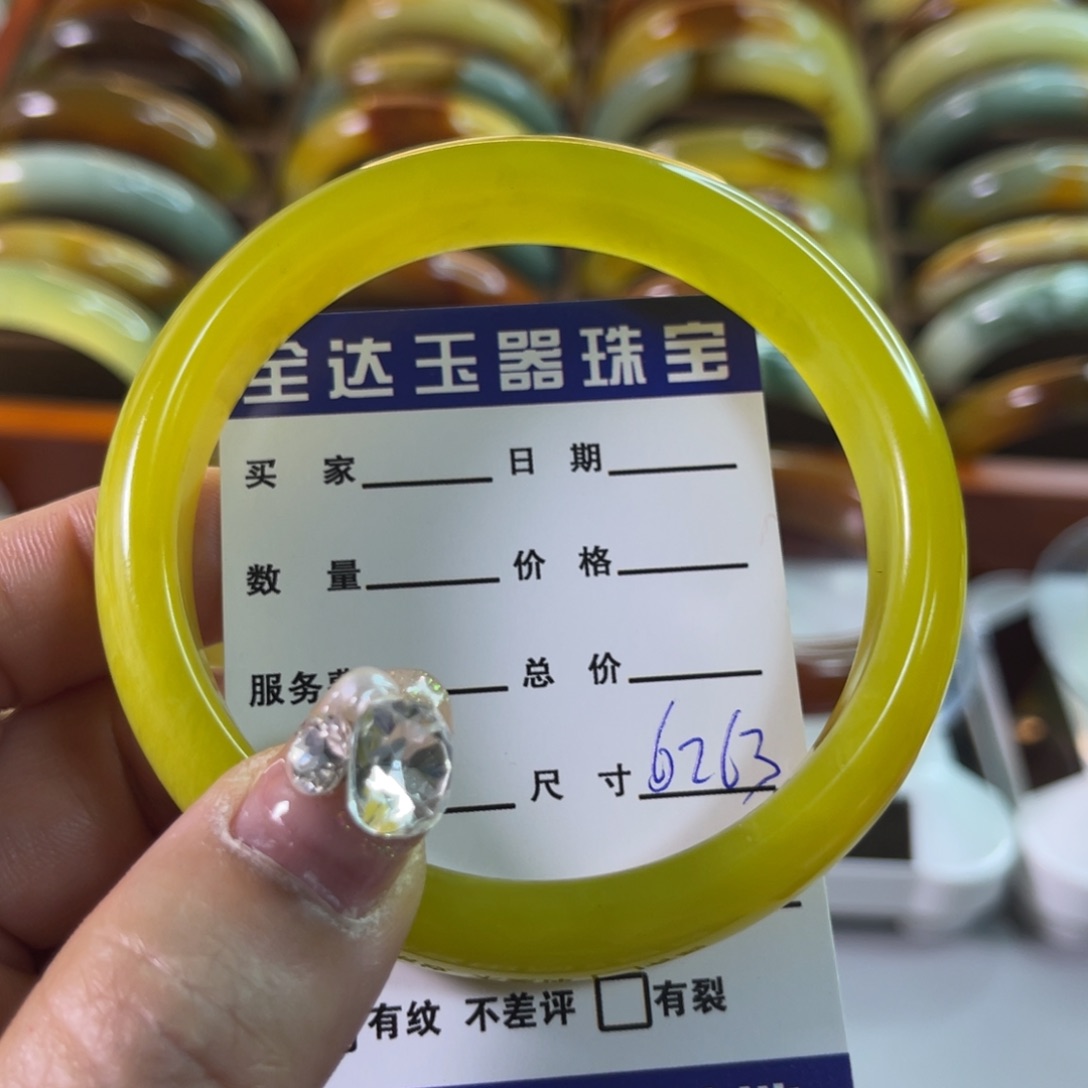 全达玉器珠宝
买 家 日 期
数 量 价 格
服务费 总 价
尺 寸 6263
有纹 不差评 有裂